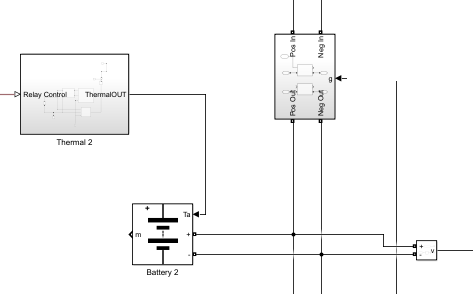 Pos In
Neg In
g
Pos Out
Neg Out
Relay Control
ThermalOUT
Thermal 2
+
Ta
m
+
-
Battery 2
+
-
v